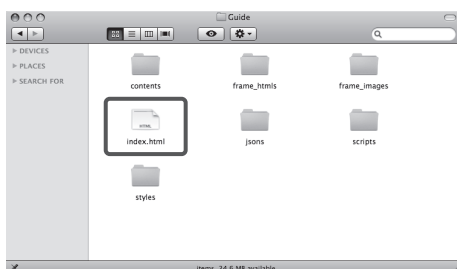 Guide
DEVICES
PLACES
SEARCH FOR
contents
frame_htmls
frame_images
HTML
index.html
jsons
scripts
styles
items, 24.6 MB available